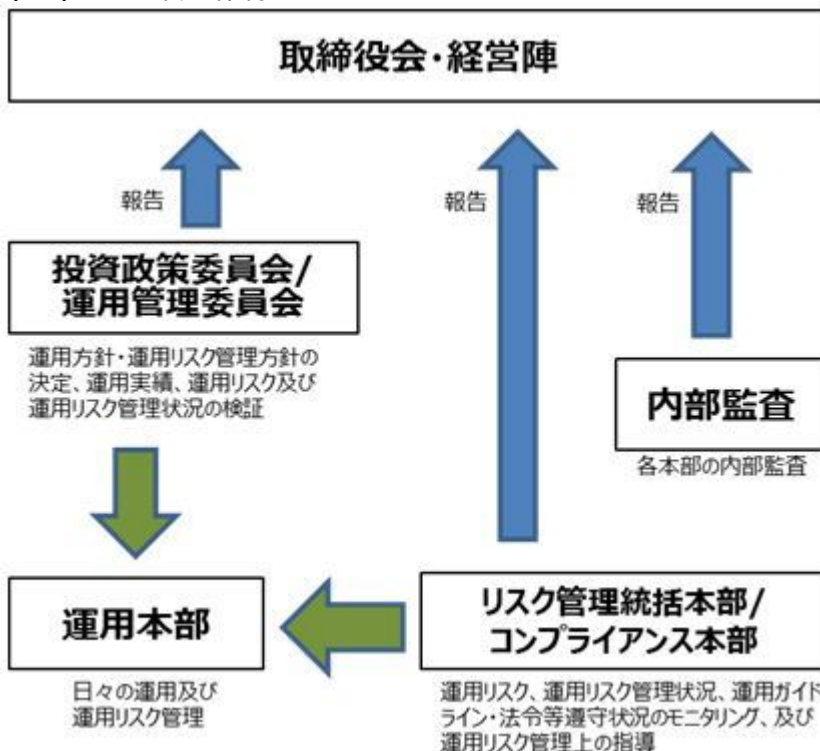 取締役会・経営陣
報告
報告
報告
投資政策委員会/
運用管理委員会
運用方針・運用リスク管理方針の
決定、運用実績、運用リスク及び
運用リスク管理状況の検証
内部監査
各本部の内部監査
運用本部
日々の運用及び
運用リスク管理
リスク管理統括本部/
コンプライアンス本部
運用リスク、運用リスク管理状況、運用ガイド
ライン・法令等遵守状況のモニタリング、及び
運用リスク管理上の指導